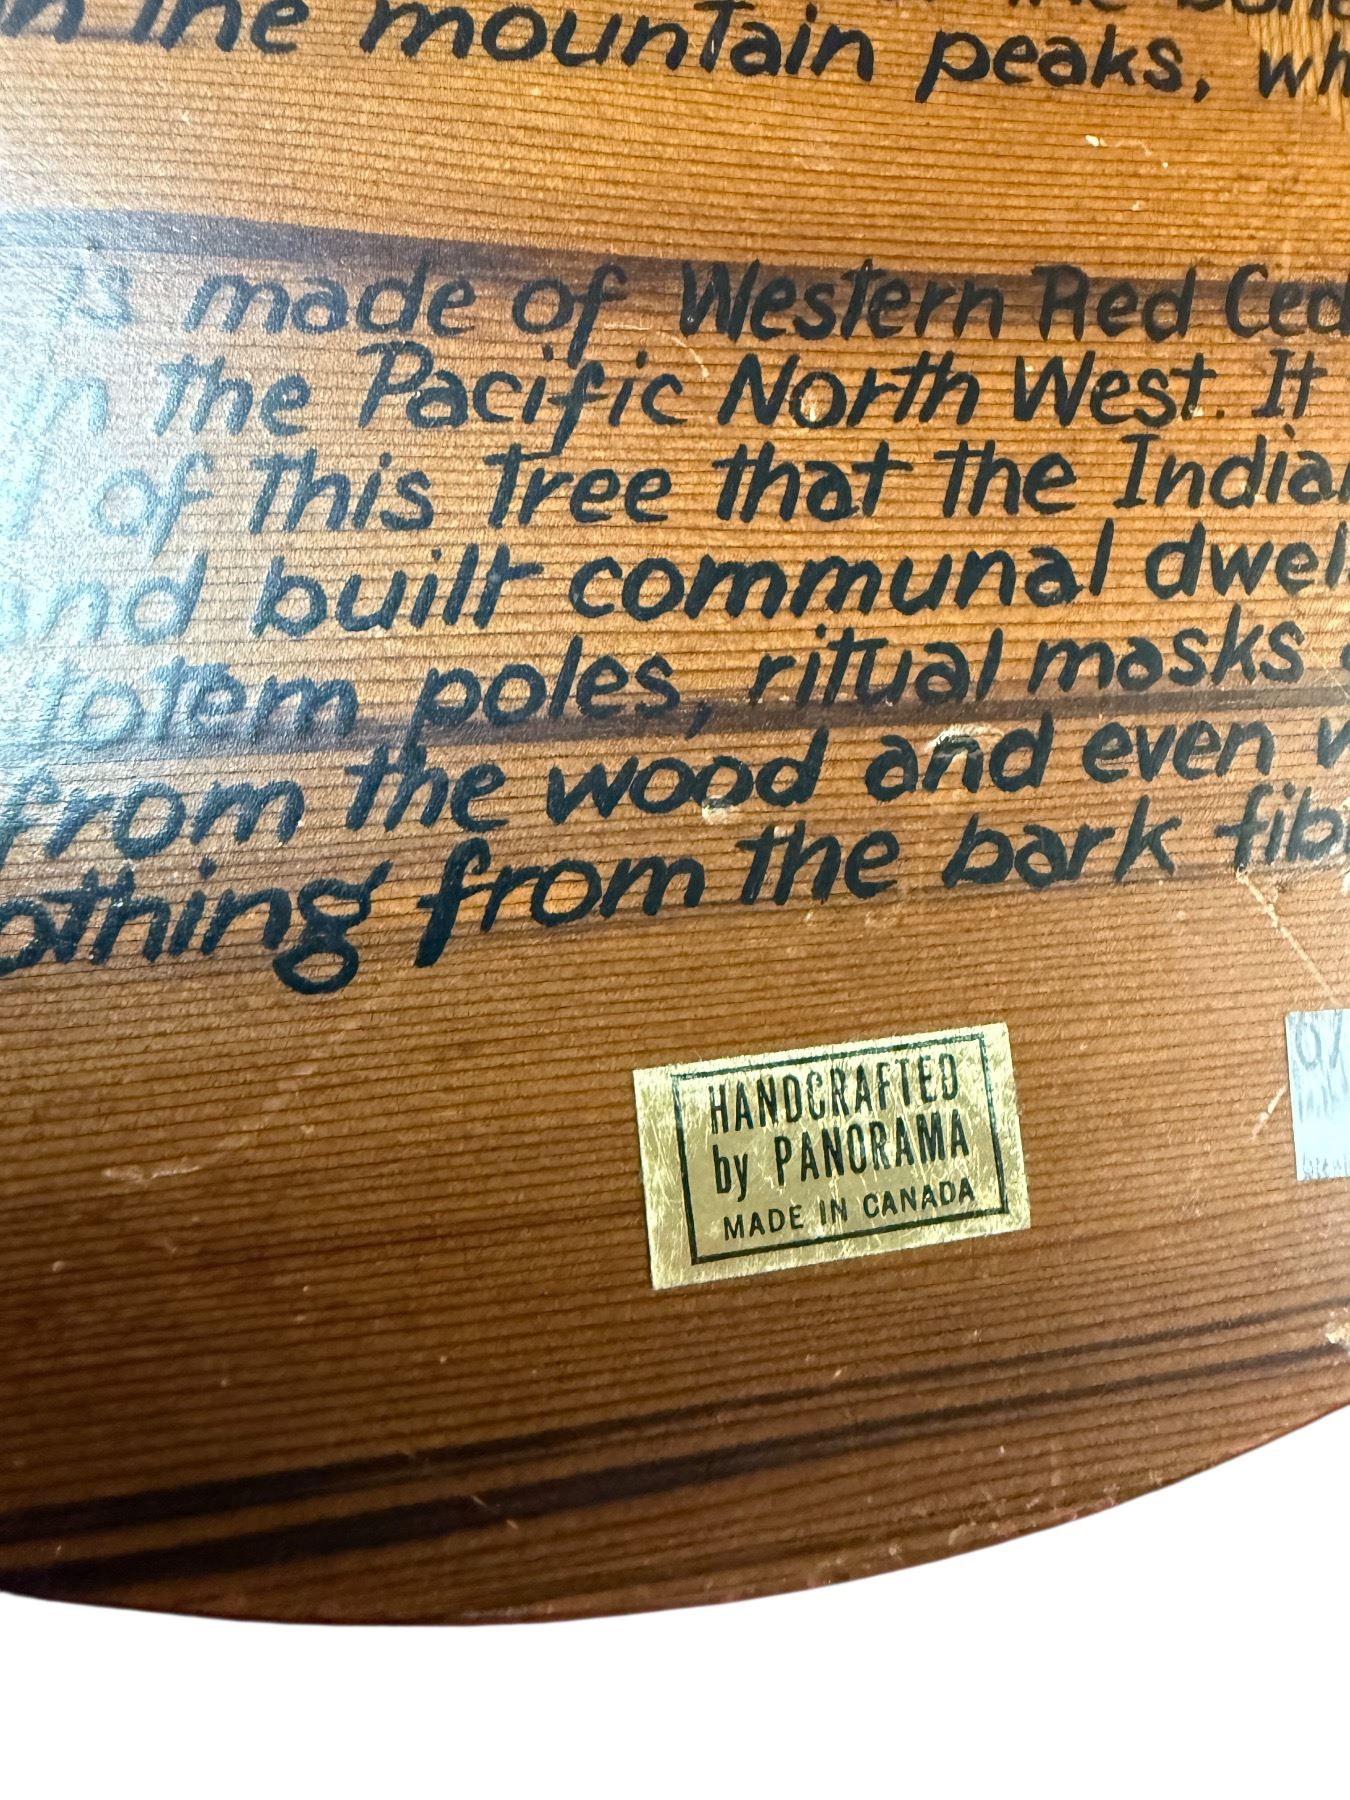 the mountain peaks,
is made of Western Red
in the Pacific North West. It
of this Tree that the
and built communal
totem poles, ritual masks
from the wood and even
from the bark
HANDCRAFTED
by PANORAMA
MADE IN CANADA